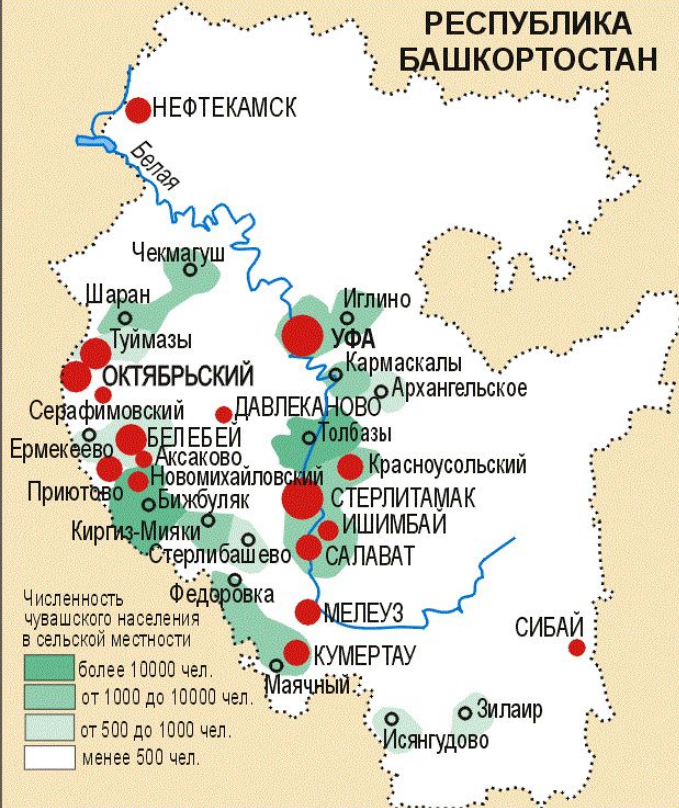 РЕСПУБЛИКА
БАШКОРТОСТАН
НЕФТЕКАМСК
Белая
Чекмагуш
Шаран
Иглино
Туймазы
УФА
Кармаскалы
ОКТЯБРЬСКИЙ
Архангельское
Серафимовский
ДАВЛЕКАНОВО
Толбазы
Ермекеево
БЕЛЕБЕЙ
Аксаково
Красноусольский
Новомихайловский
Приютово
Бижбуляк
СТЕРЛИТАМАК
Киргиз-Мияки
ИШИМБАЙ
Стерлибашево
САЛАВАТ
Федоровка
МЕЛЕУЗ
СИБАЙ
КУМЕРТАУ
Маячный
Зилаир
Исянгудово
Численность
чувашского населения
в сельской местности
более 10000 чел.
от 1000 до 10000 чел.
от 500 до 1000 чел.
менее 500 чел.